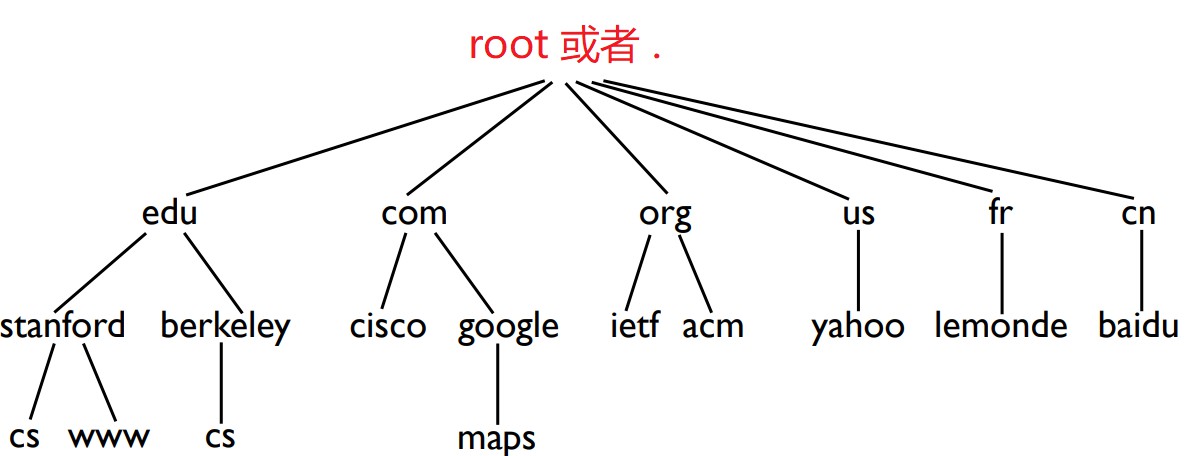 root 或者 .
edu com org us fr cn
stanford berkeley cisco google ietf acm yahoo lemonde baidu
cs www cs maps